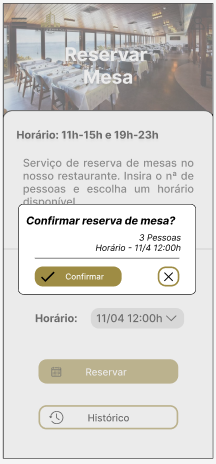 Reservar
Mesa
Horário: 11h-15h e 19h-23h
Serviço de reserva de mesas no
nosso restaurante. Insira o nª de
pessoas e escolha um horário
disponível
Confirmar reserva de mesa?
3 Pessoas
Horário - 11/4 12:00h
Confirmar
Horário:
11/04 12:00h
Reservar
Histórico